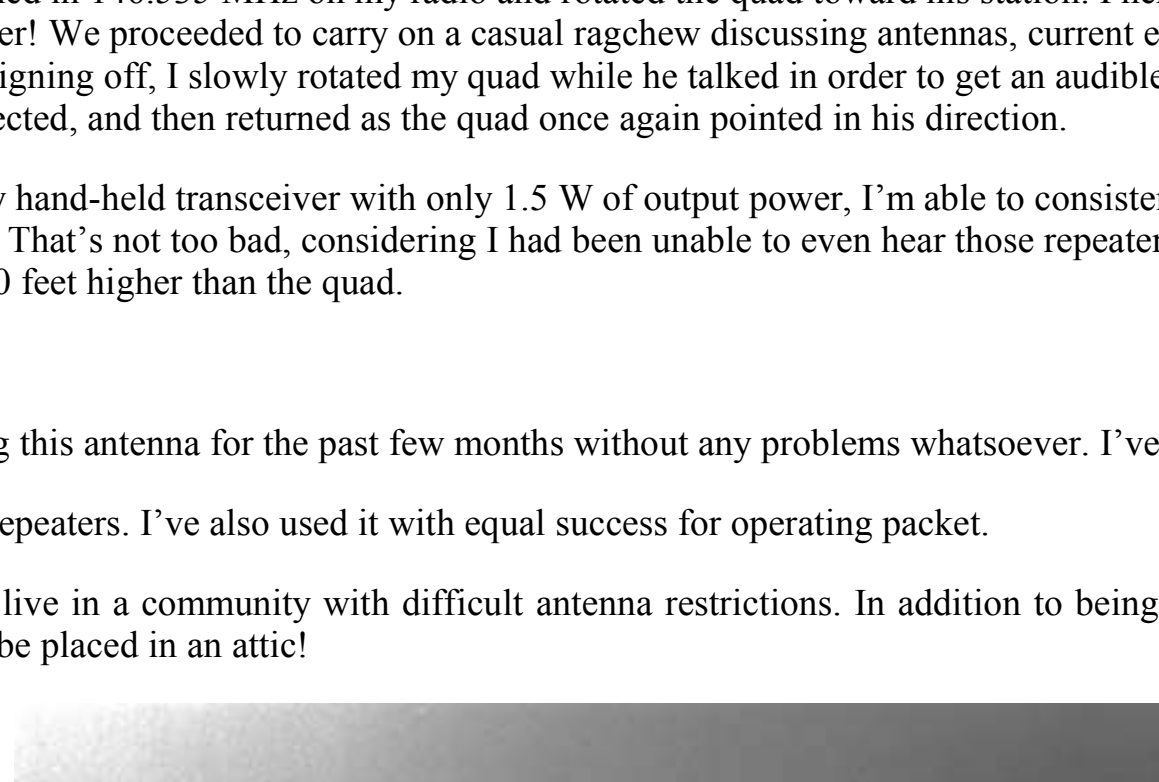 MHz on my radio and rotated the quad toward his station.
er! We proceeded to carry on a casual ragchew discussing antennas, current e
igning off, I slowly rotated my quad while he talked in order to get an audible
ected, and then returned as the quad once again pointed in his direction.
hand-held transceiver with only 1.5 W of output power, I’m able to consisten
That’s not too bad, considering I had been unable to even hear those repeater
0 feet higher than the quad.
g this antenna for the past few months without any problems whatsoever. I’ve
epeaters. I’ve also used it with equal success for operating packet.
live in a community with difficult antenna restrictions. In addition to being
be placed in an attic!